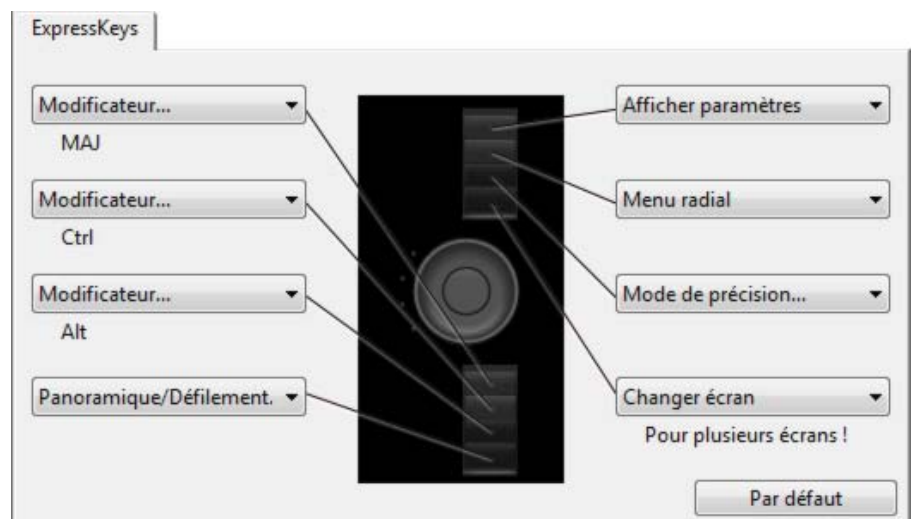 ExpressKeys
Modificateur...
MAJ
Modificateur...
Ctrl
Modificateur...
Alt
Panoramique/Défilement.
Afficher paramètres
Menu radial
Mode de précision...
Changer écran
Pour plusieurs écrans !
Par défaut